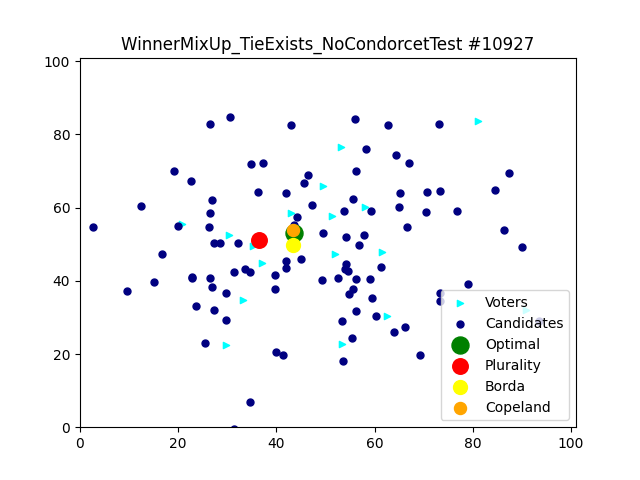 WinnerMixUp_TieExists_NoCondorcetTest #10927
100
80
60
40
20
0
0
20
40
60
80
100
Voters
Candidates
Optimal
Plurality
Borda
Copeland